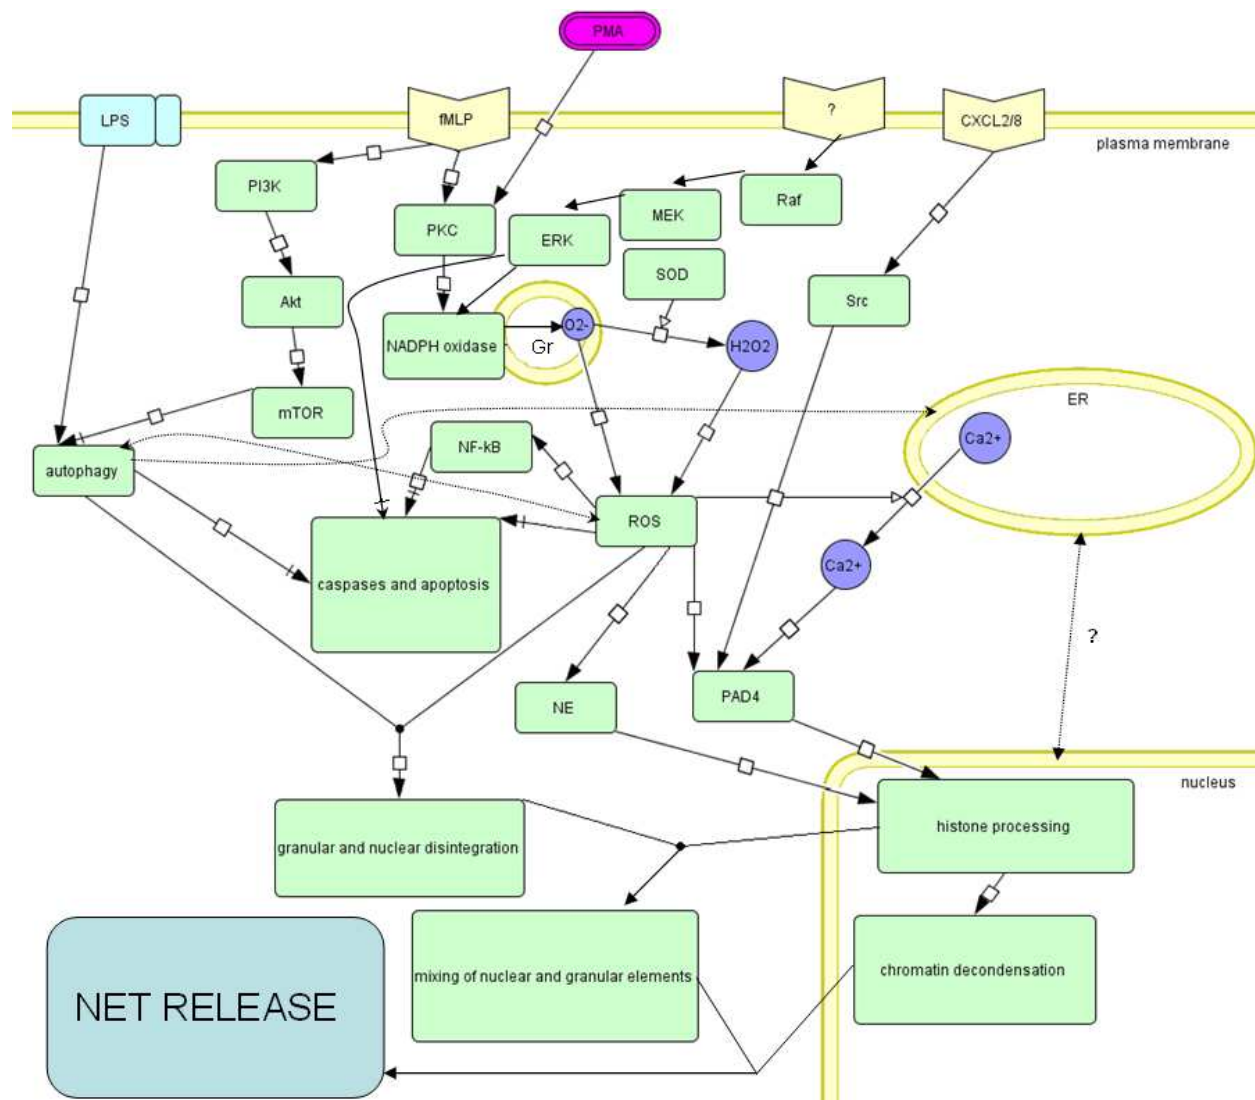 PMA
LPS
fMLP
?
CXCL2/8
plasma membrane
PI3K
PKC
ERK
MEK
Raf
SOD
Src
Akt
O2-
NADPH oxidase
Gr
H2O2
mTOR
ER
Ca2+
NF-kB
autophagy
ROS
caspases and apoptosis
Ca2+
?
NE
PAD4
nucleus
histone processing
granular and nuclear disintegration
mixing of nuclear and granular elements
chromatin decondensation
NET RELEASE